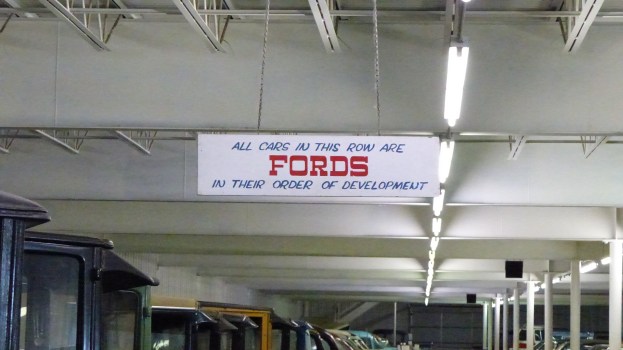 ALL CARS IN THIS ROW ARE
FORDS
IN THEIR ORDER OF DEVELOPMENT